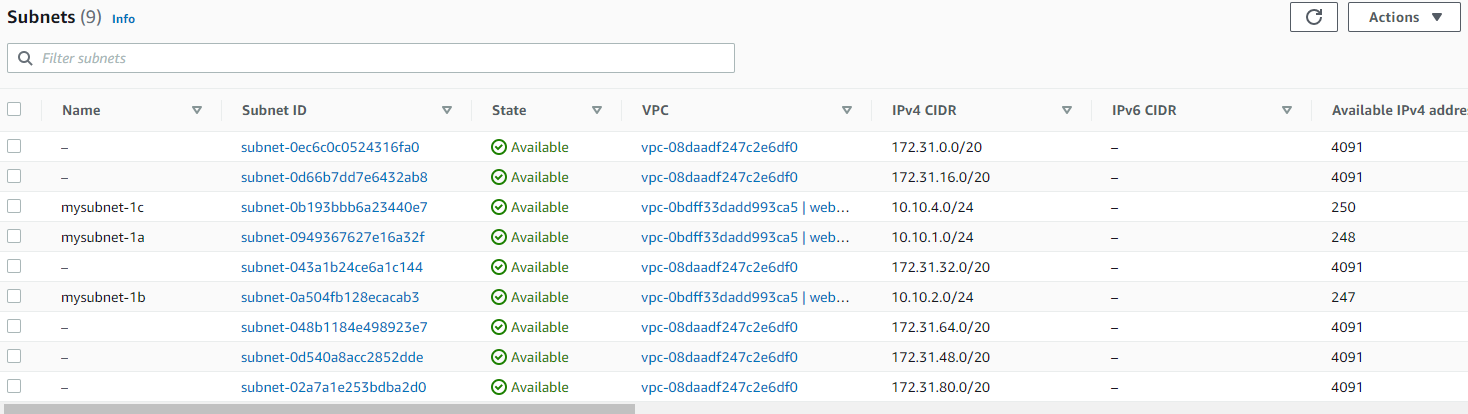 Subnets (9) Info
Actions
Filter subnets
Name Subnet ID State VPC IPv4 CIDR IPv6 CIDR Available IPv4 addre
– subnet-0ec6c0c0524316fa0 Available vpc-08daadf247c2e6df0 172.31.0.0/20 – 4091
– subnet-0d66b7dd7e6432ab8 Available vpc-08daadf247c2e6df0 172.31.16.0/20 – 4091
mysubnet-1c subnet-0b193bbb6a23440e7 Available vpc-0bdff33dadd993ca5 | web... 10.10.4.0/24 – 250
mysubnet-1a subnet-0949367627e16a32f Available vpc-0bdff33dadd993ca5 | web... 10.10.1.0/24 – 248
– subnet-043a1b24ce6a1c144 Available vpc-08daadf247c2e6df0 172.31.32.0/20 – 4091
mysubnet-1b subnet-0a504fb128ecacab3 Available vpc-0bdff33dadd993ca5 | web... 10.10.2.0/24 – 247
– subnet-048b1184e498923e7 Available vpc-08daadf247c2e6df0 172.31.64.0/20 – 4091
– subnet-0d540a8acc2852dde Available vpc-08daadf247c2e6df0 172.31.48.0/20 – 4091
– subnet-02a7a1e253bdba2d0 Available vpc-08daadf247c2e6df0 172.31.80.0/20 – 4091